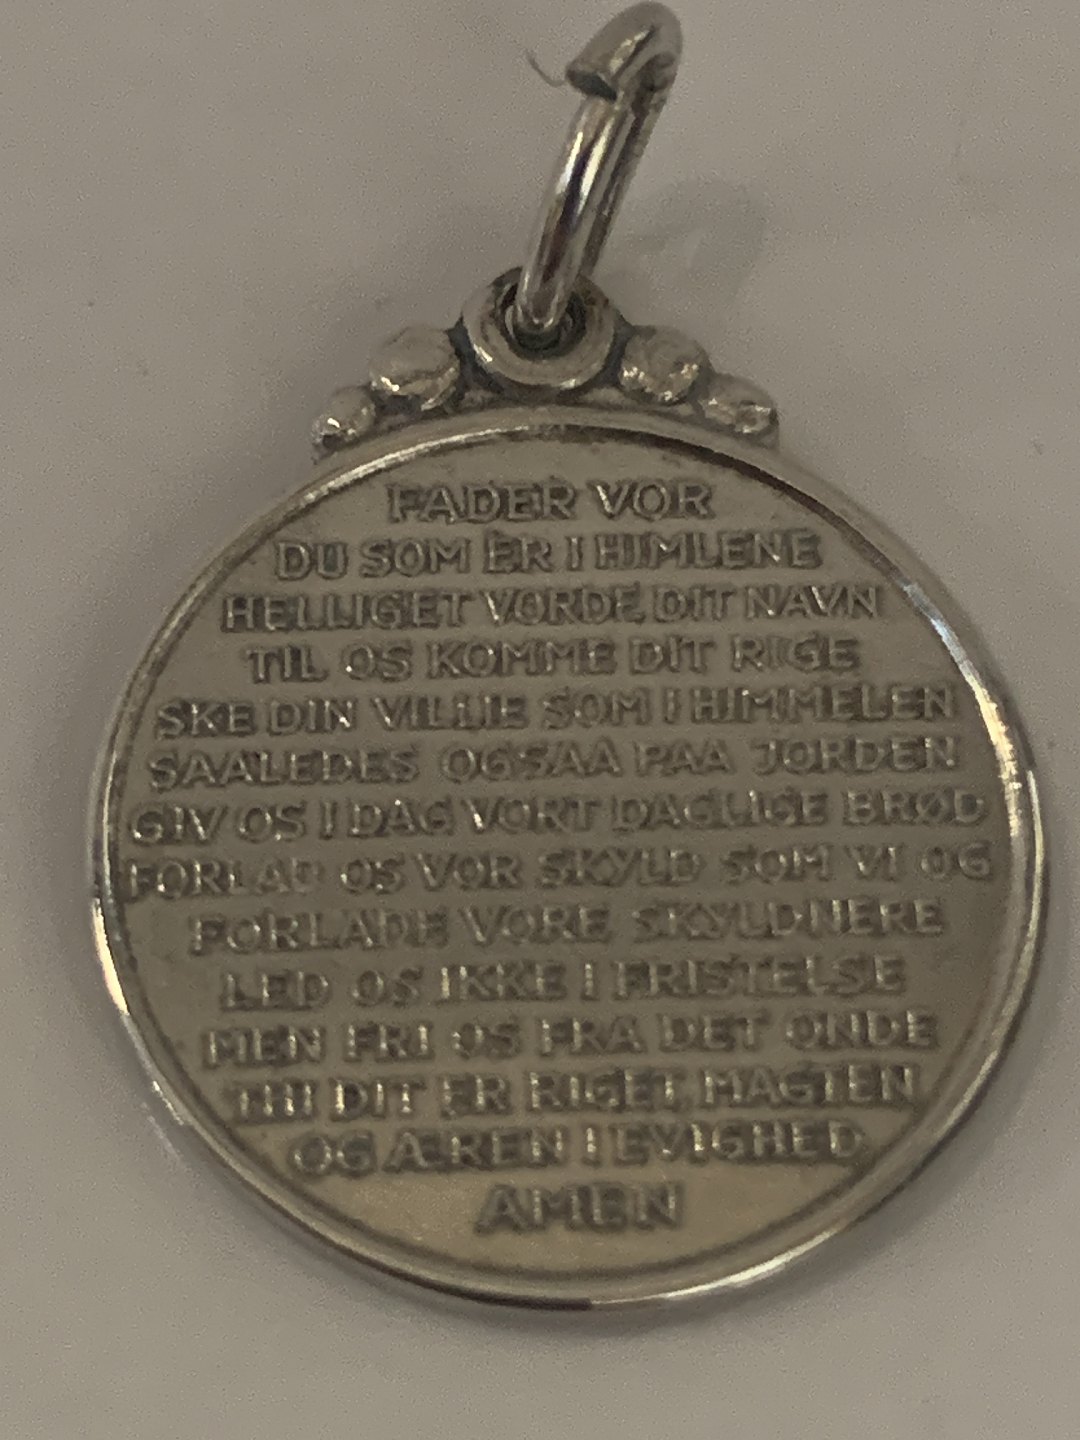 FADER VOR
DU SOM ER I HIMLENE
HELLIGET VORDE DIT NAVN
TIL OS KOMME DIT RIGE
SKE DIN VILLIE SOM I HIMMELEN
SAALEDES OGSAA PAA JORDEN
GIV OS I DAG VORT DAGLIGE BRØD
FORLAD OS VOR SKYLD SOM VI OG
FORLADE VORE SKYLDNERE
LED OS IKKE I FRISTELSE
MEN FRI OS FRA DET ONDE
THI DIT ER RIGET, MAGTEN
OG ÆREN I EVIGHED
AMEN